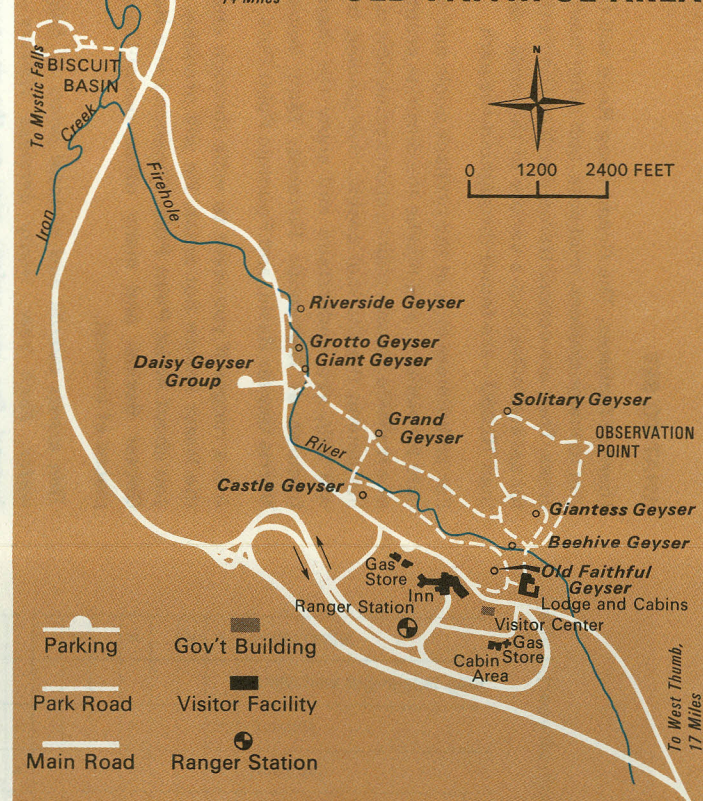 To Mystic Falls
BISCUIT
BASIN
Creek
Iron
Firehole
N
0 1200 2400 FEET
Riverside Geyser
Grotto Geyser
Giant Geyser
Daisy Geyser
Group
Solitary Geyser
Grand
Geyser
OBSERVATION
POINT
River
Castle Geyser
Giantess Geyser
Beehive Geyser
Gas
Store
Inn
Old Faithful
Geyser
Lodge and Cabins
Ranger Station
Visitor Center
Gas
Store
Cabin
Area
To West Thumb,
17 Miles
Parking
Gov't Building
Park Road
Visitor Facility
Main Road
Ranger Station